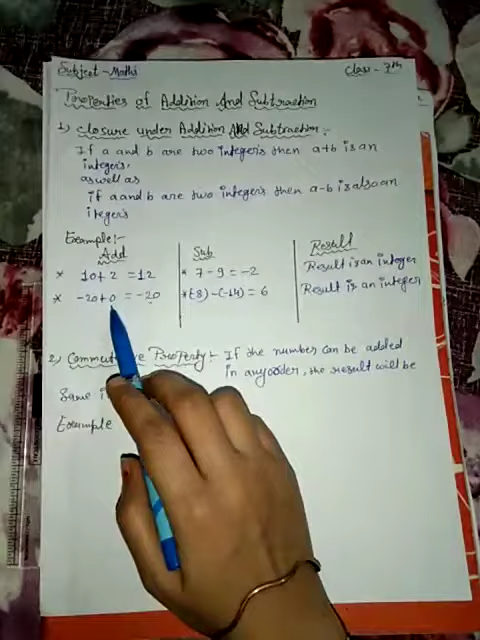 Subject - Maths
Class - 7th
Properties of Addition And Subtraction
1) Closure under Addition And Subtraction :-
If a and b are two integers then a+b is an
integers.
as well as
if a and b are two integers then a-b is also an
itegers
Example:-
Add
* 10+2 =12
* -20+0 = -20
Sub
* 7-9 = -2
* (-8)-(-14) = 6
Result
Result is an integer
Result is an integer
2) Property:- If the number can be added
in any order, the result will be
Same
Example